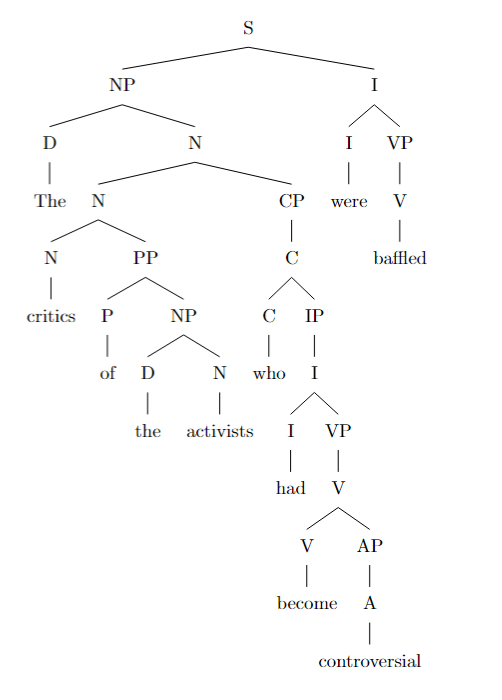 S
NP I
D N I VP
The N CP were V
N PP C baffled
critics P NP C IP
of D N who I
the activists I VP
had V
V AP
become A
controversial